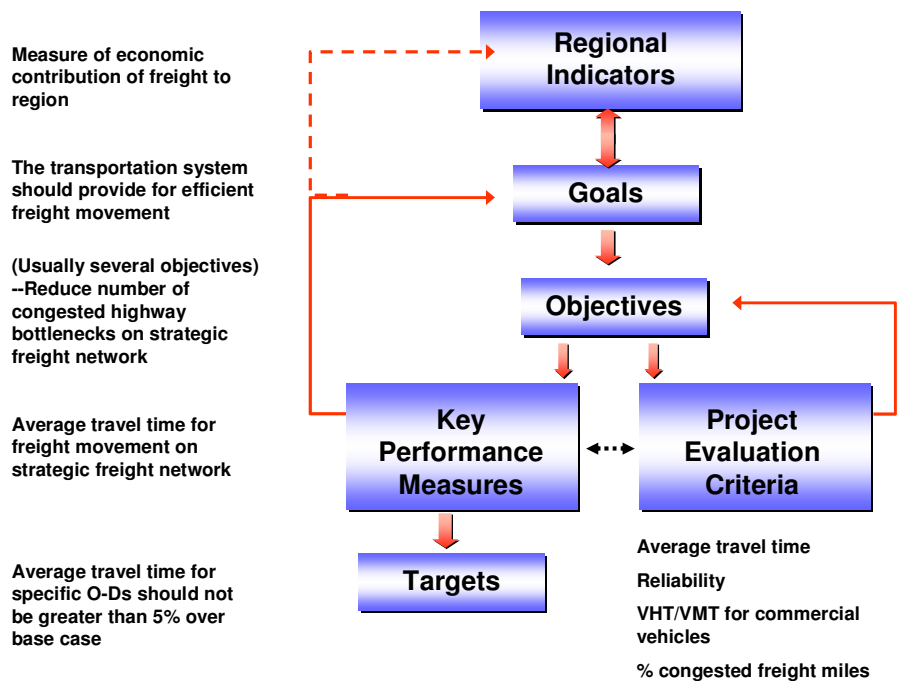 Measure of economic
contribution of freight to
region
Regional
Indicators
The transportation system
should provide for efficient
freight movement
Goals
(Usually several objectives)
--Reduce number of
congested highway
bottlenecks on strategic
freight network
Objectives
Average travel time for
freight movement on
strategic freight network
Key
Performance
Measures
Project
Evaluation
Criteria
Average travel time for
specific O-Ds should not
be greater than 5% over
base case
Targets
Average travel time
Reliability
VHT/VMT for commercial
vehicles
% congested freight miles